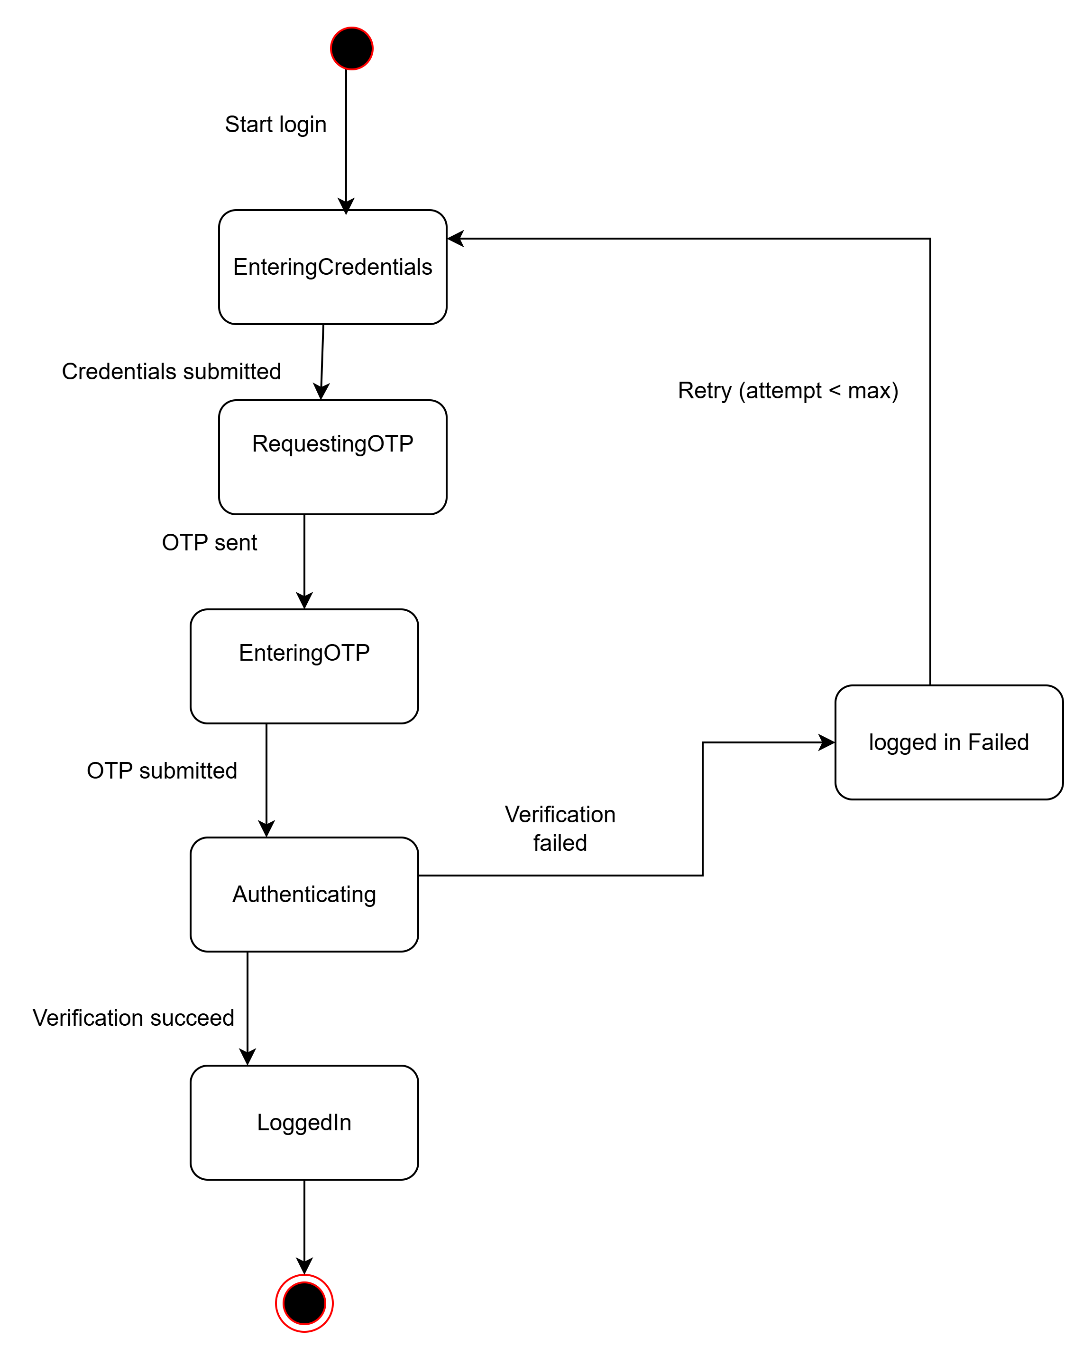 Start login
EnteringCredentials
Credentials submitted
Retry (attempt < max)
RequestingOTP
OTP sent
EnteringOTP
logged in Failed
OTP submitted
Verification
failed
Authenticating
Verification succeed
LoggedIn